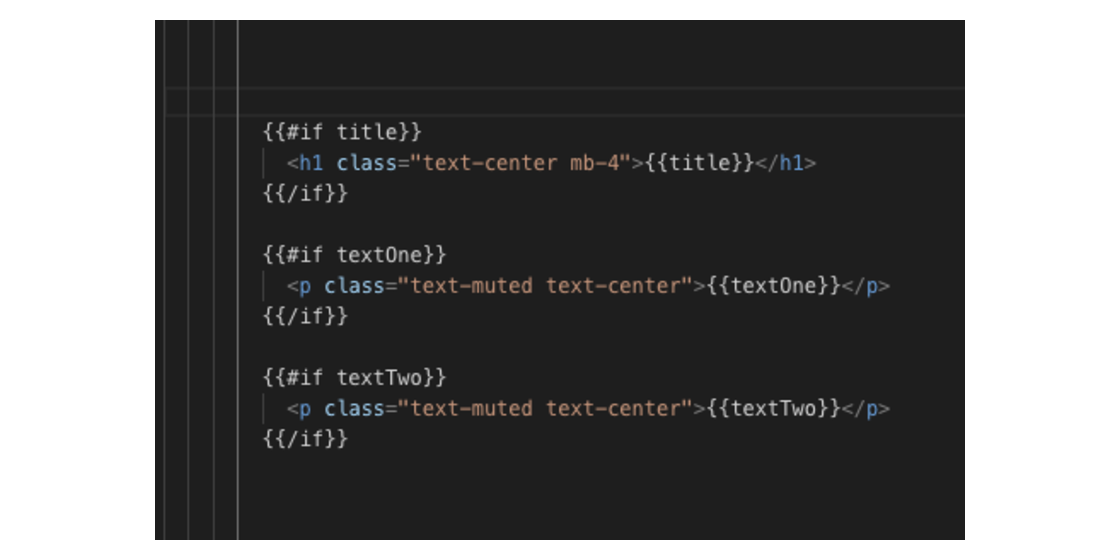 {{#if title}}
<h1 class="text-center mb-4">{{title}}</h1>
{{/if}}
{{#if textOne}}
<p class="text-muted text-center">{{textOne}}</p>
{{/if}}
{{#if textTwo}}
<p class="text-muted text-center">{{textTwo}}</p>
{{/if}}